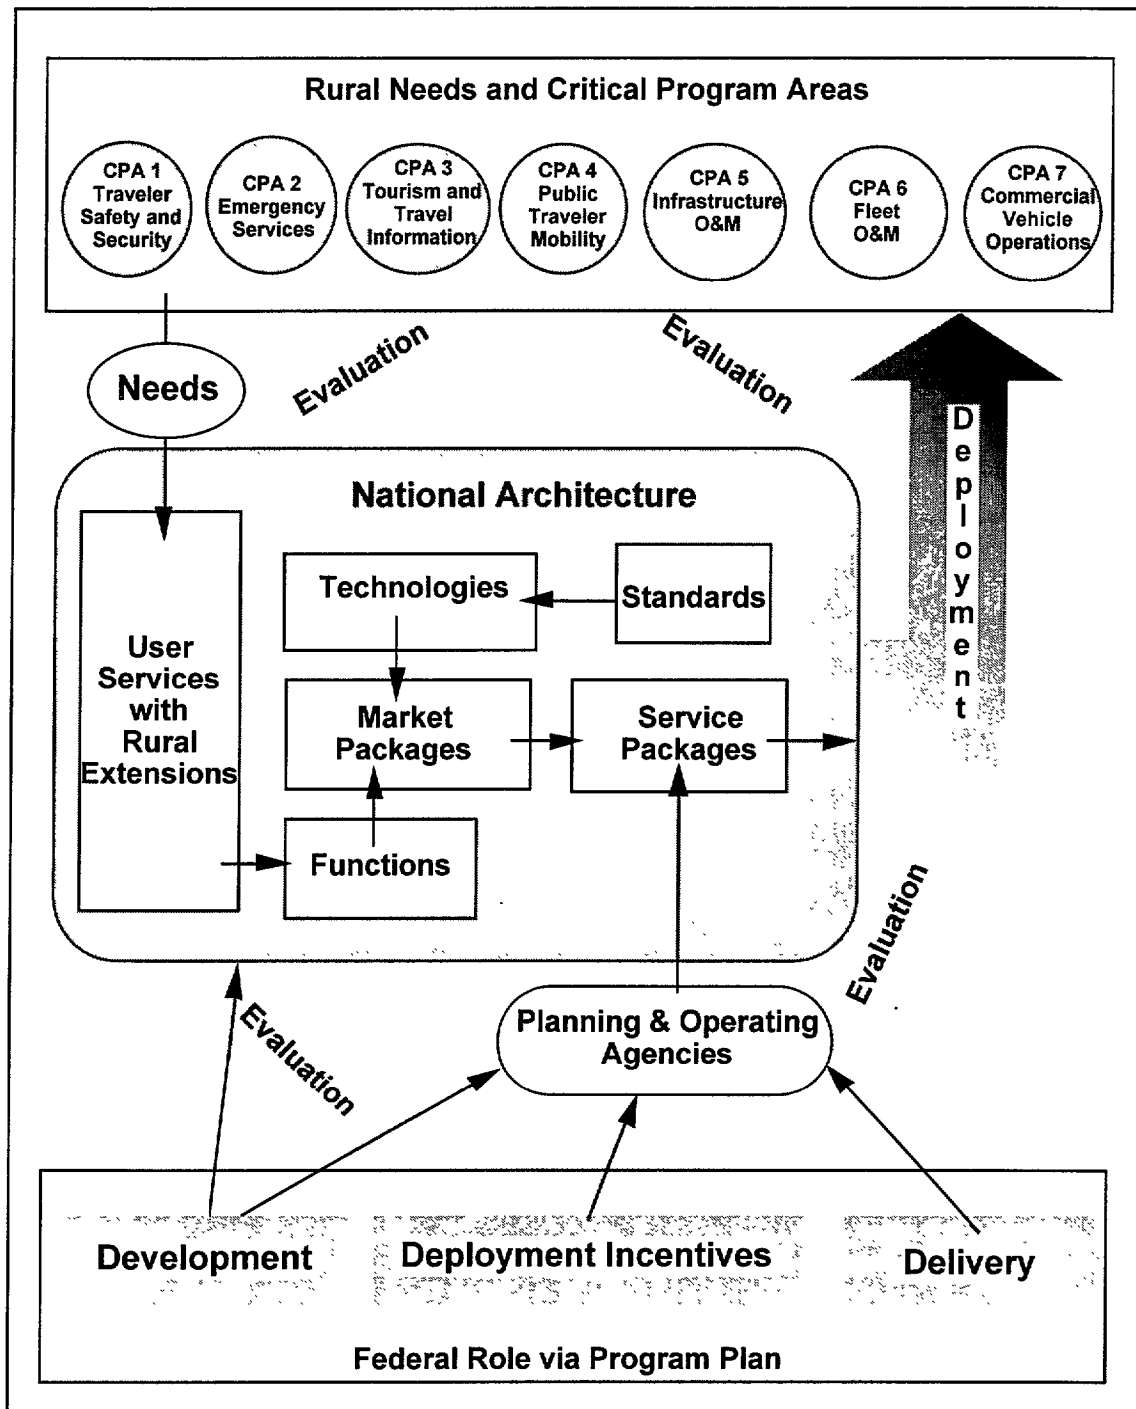 Rural Needs and Critical Program Areas
CPA 1
Traveler
Safety and
Security
CPA 2
Emergency
Services
CPA 3
Tourism and
Travel
Information
CPA 4
Public
Traveler
Mobility
CPA 5
Infrastructure
O&M
CPA 6
Fleet
O&M
CPA 7
Commercial
Vehicle
Operations
Needs
Evaluation
Evaluation
Deployment
National Architecture
User
Services
with
Rural
Extensions
Technologies
Standards
Market
Packages
Service
Packages
Functions
Evaluation
Evaluation
Planning & Operating
Agencies
Development
Deployment Incentives
Delivery
Federal Role via Program Plan